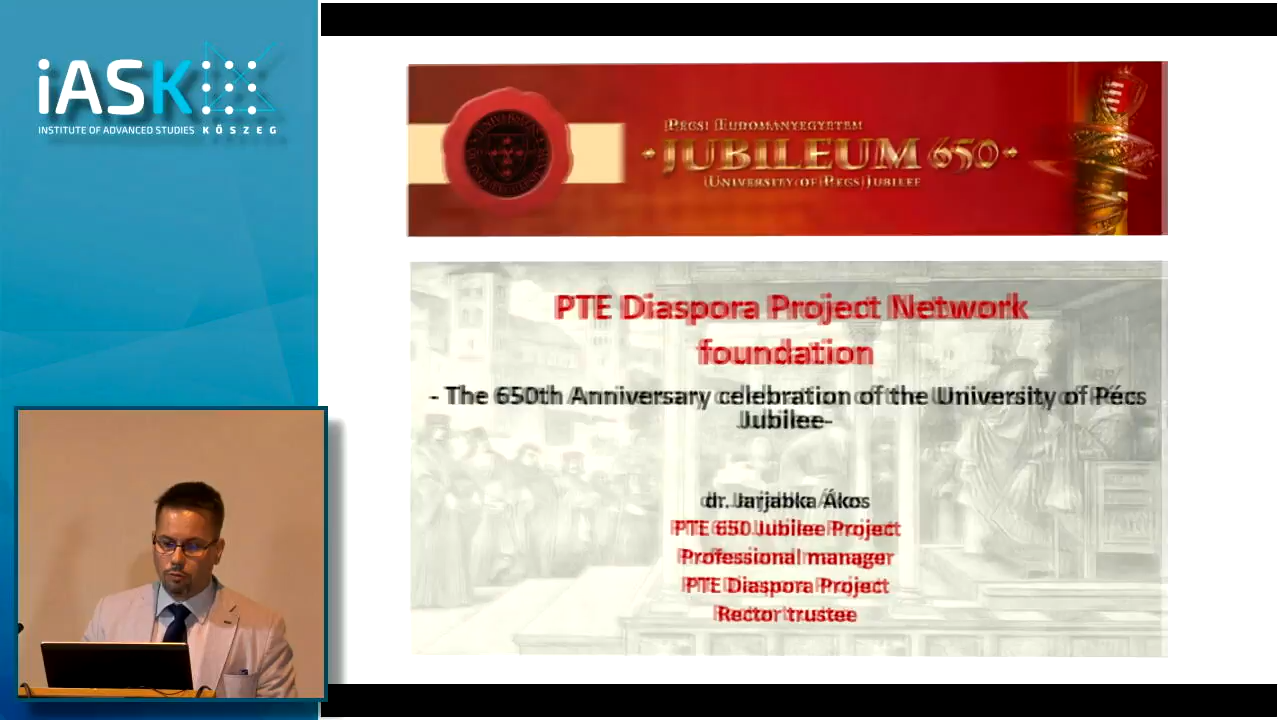 iASK
INSTITUTE OF ADVANCED STUDIES KŐSZEG
PÉCSI TUDOMÁNYEGYETEM
JUBILEUM 650
UNIVERSITY OF PÉCS JUBILEE
PTE Diaspora Project Network
foundation
- The 650th Anniversary celebration of the University of Pécs
Jubilee-
dr. Jarjabka Ákos
PTE 650 Jubilee Project
Professional manager
PTE Diaspora Project
Rector trustee